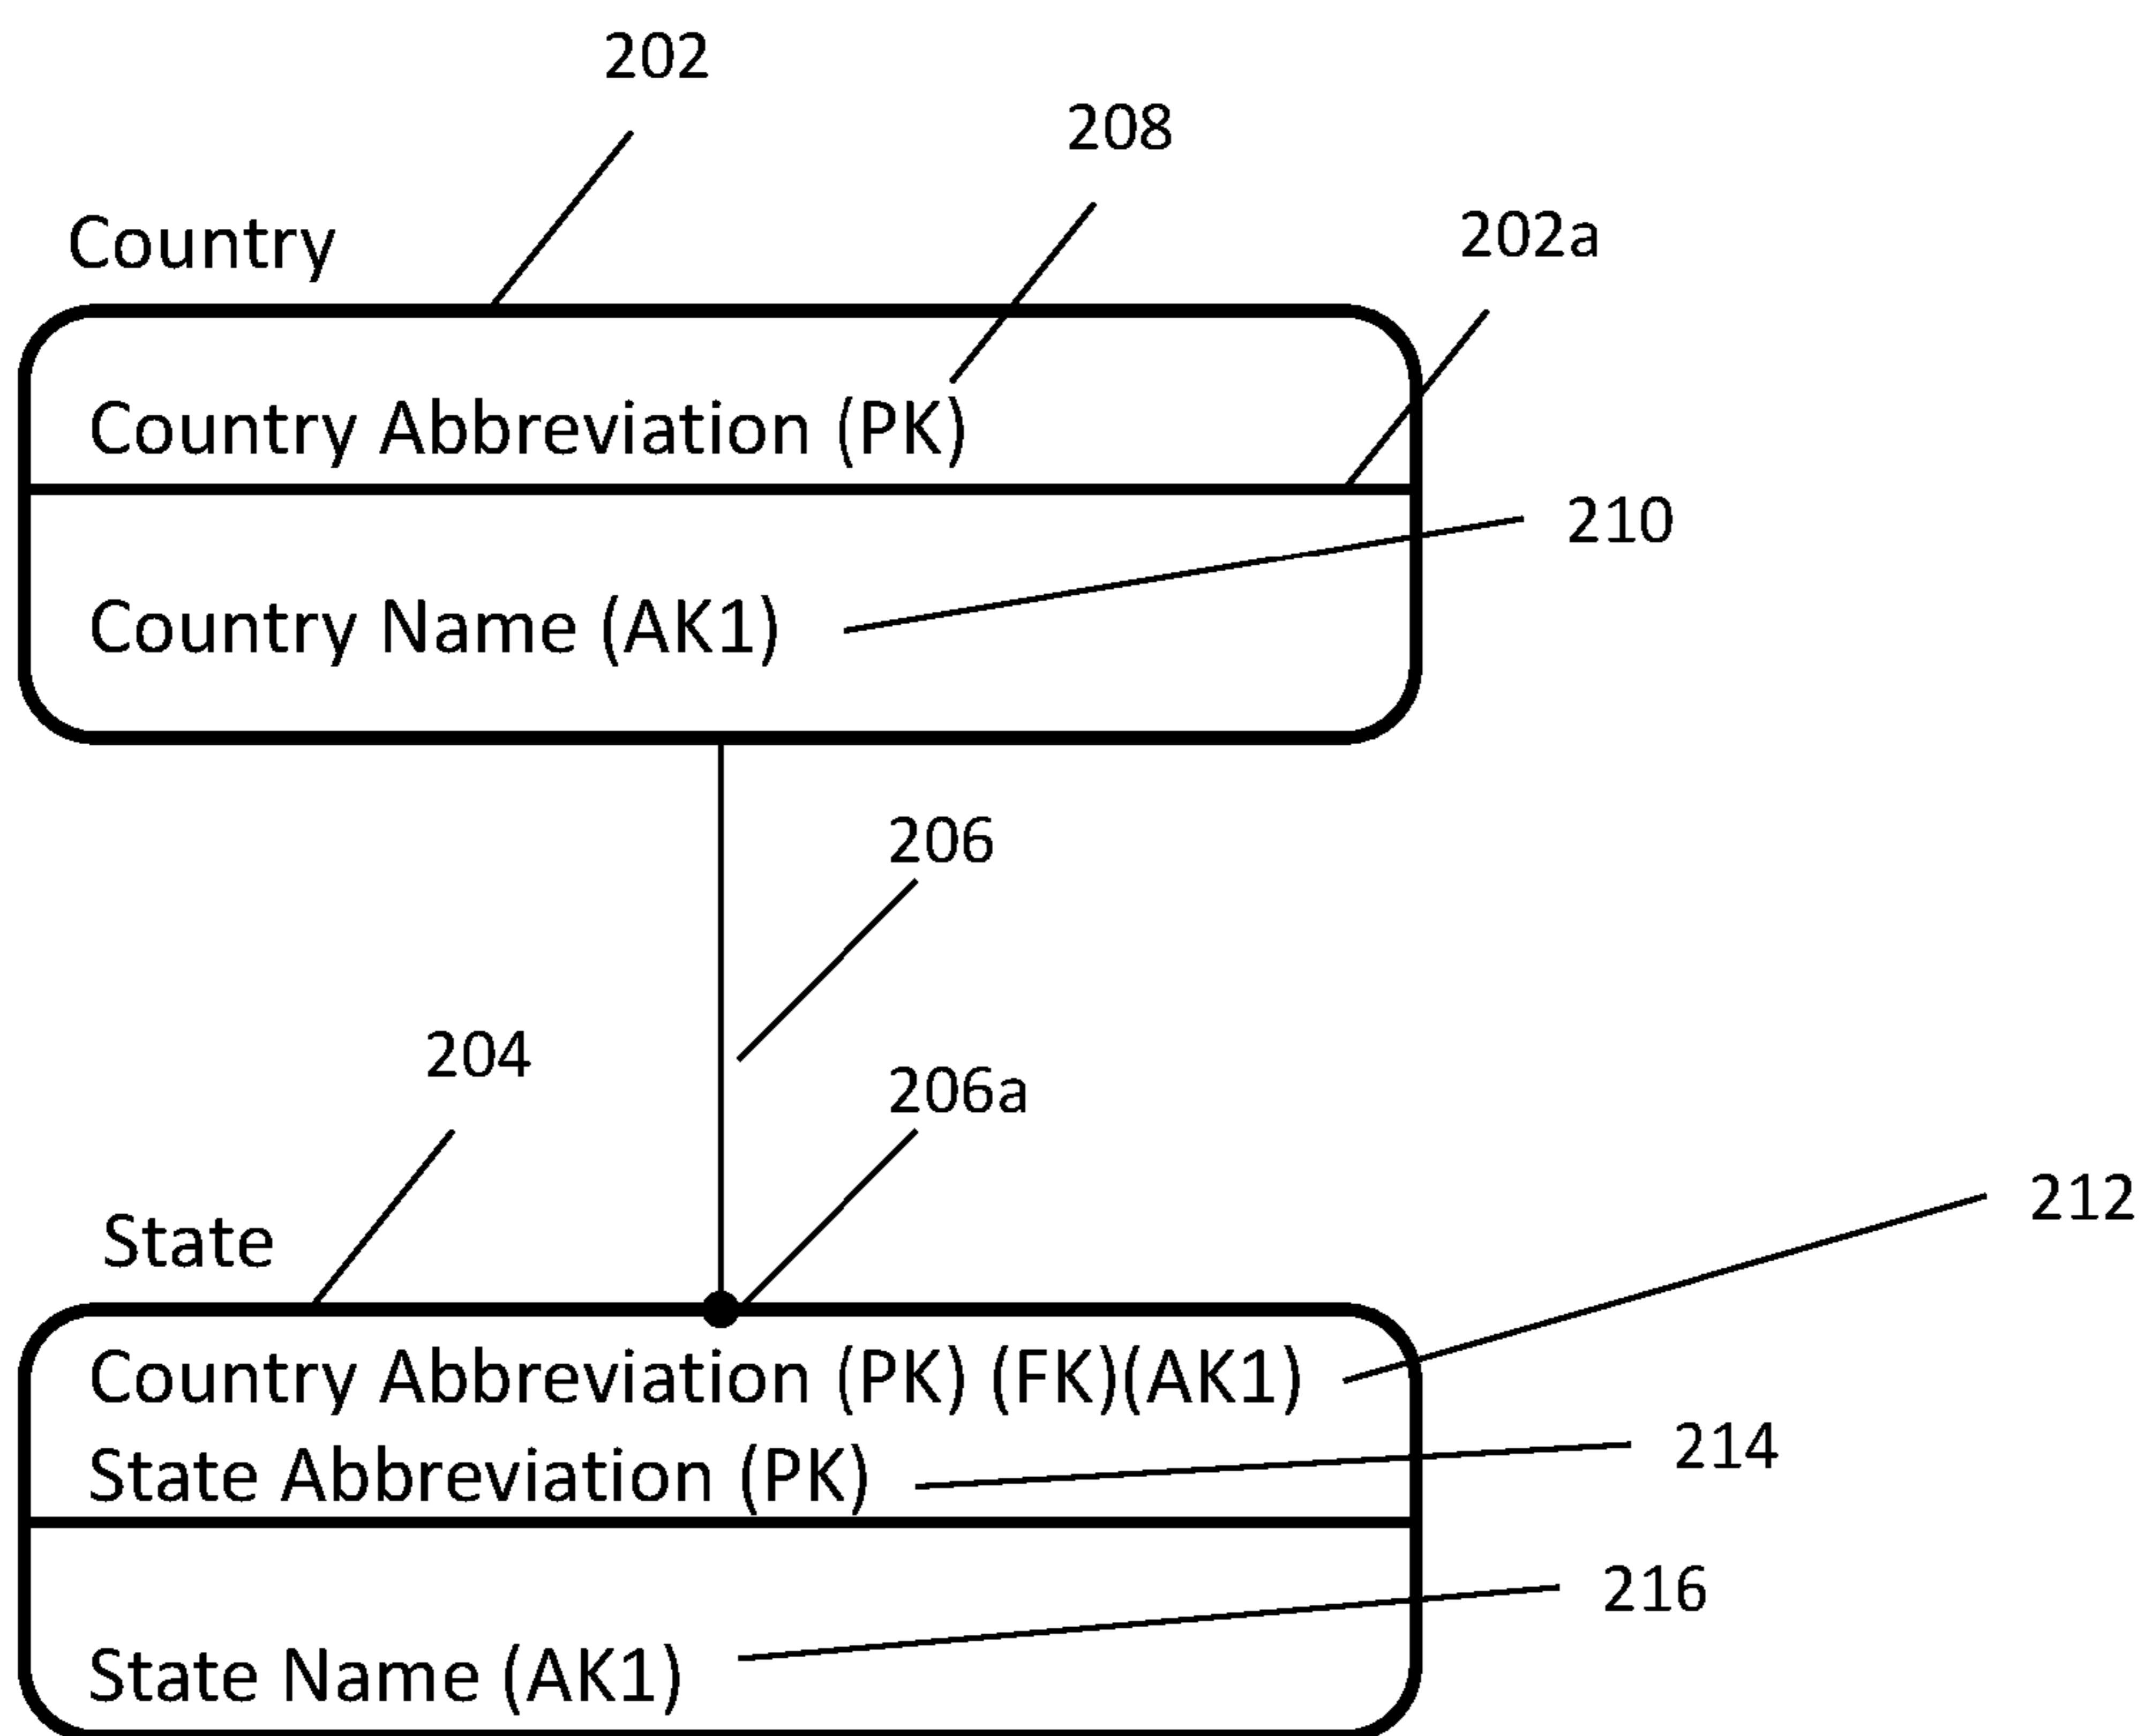 202
208
202a
Country
Country Abbreviation (PK)
210
Country Name (AK1)
206
204
206a
212
State
Country Abbreviation (PK) (FK)(AK1)
214
State Abbreviation (PK)
216
State Name (AK1)